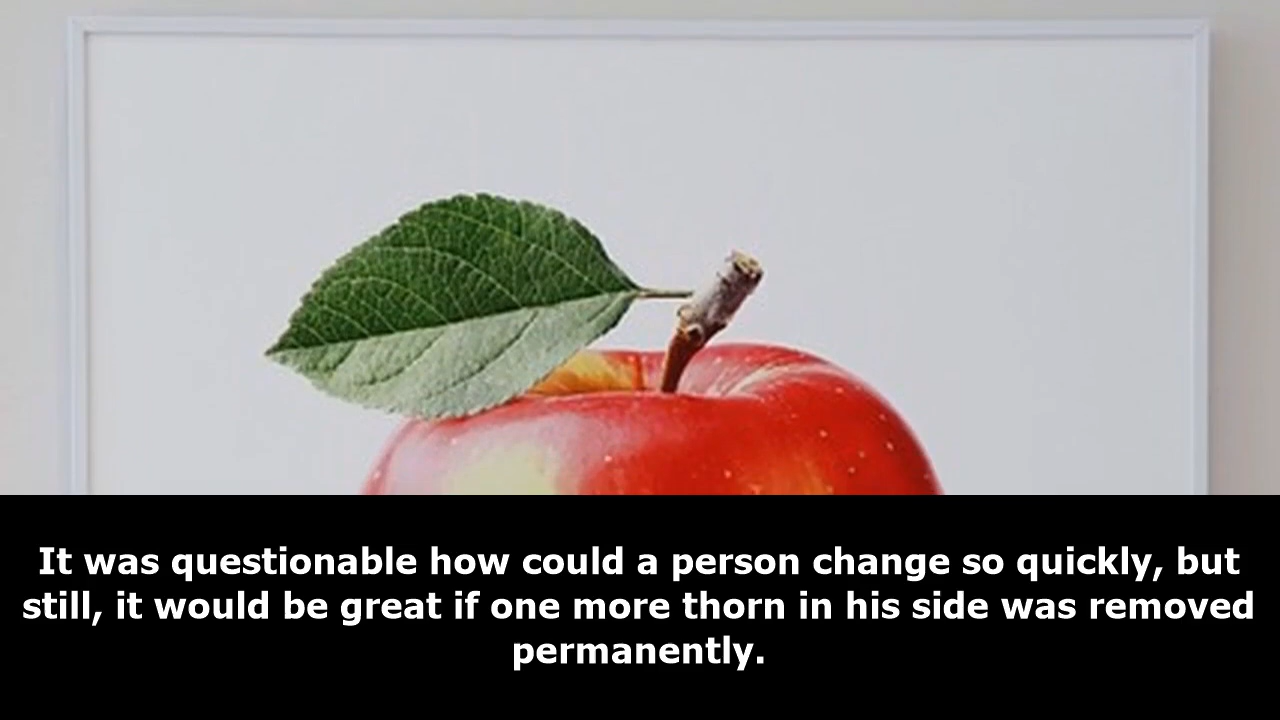 It was questionable how could a person change so quickly, but
still, it would be great if one more thorn in his side was removed
permanently.